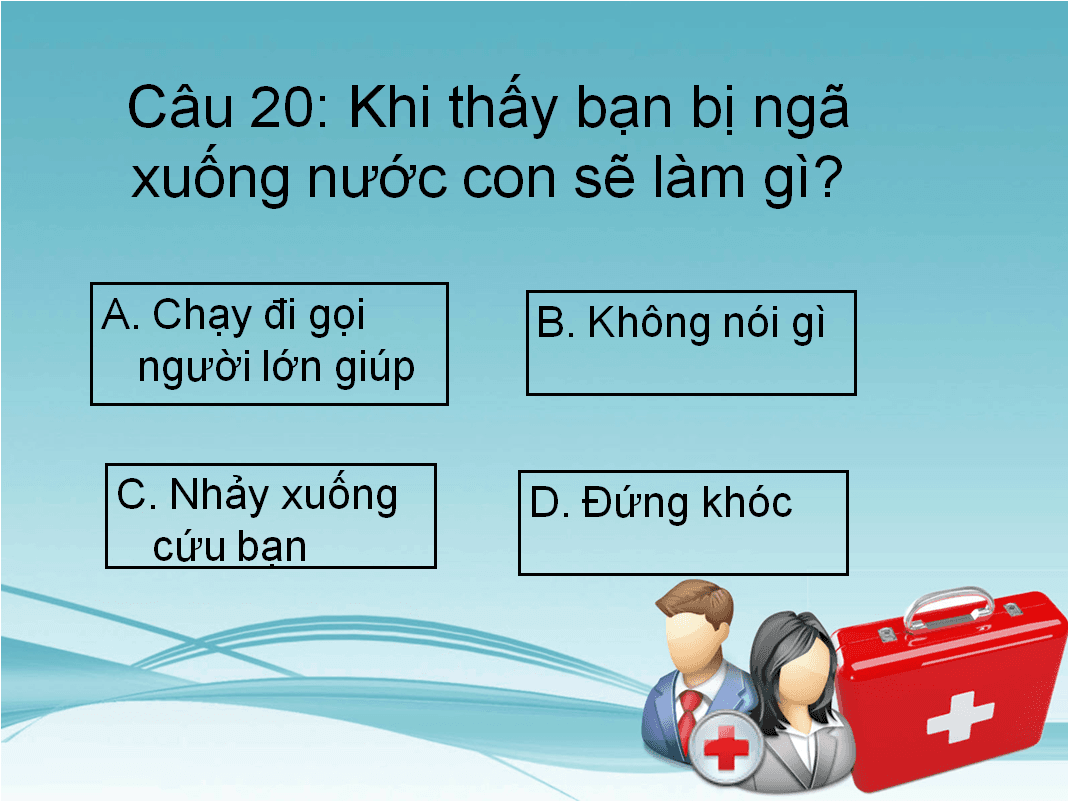 Câu 20: Khi thấy bạn bị ngã
xuống nước con sẽ làm gì?
A. Chạy đi gọi
người lớn giúp
B. Không nói gì
C. Nhảy xuống
cứu bạn
D. Đứng khóc